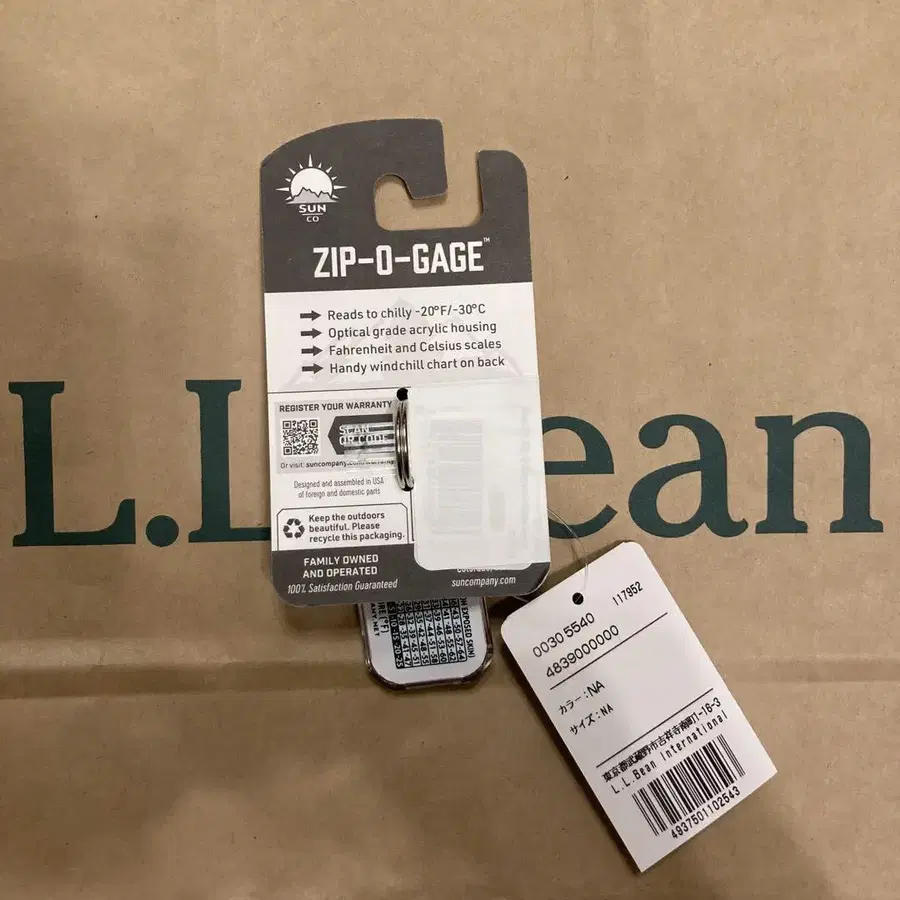 SUN
CO
ZIP-O-GAGE™
Reads to chilly -20°F/-30°C
Optical grade acrylic housing
Fahrenheit and Celsius scales
Handy windchill chart on back
REGISTER YOUR WARRANTY
SCAN
QR CODE
Or visit: suncompany.com/warranty
Designed and assembled in USA
of foreign and domestic parts
Keep the outdoors
beautiful. Please
recycle this packaging.
FAMILY OWNED
AND OPERATED
100% Satisfaction Guaranteed
suncompany.com
L.L.Bean
EXPOSED SKIN)
0030 5540
117952
4839000000
カラー:NA
サイズ:NA
東京都武蔵野市吉祥寺南町1-16-3
L.L.Bean International
4937501102543